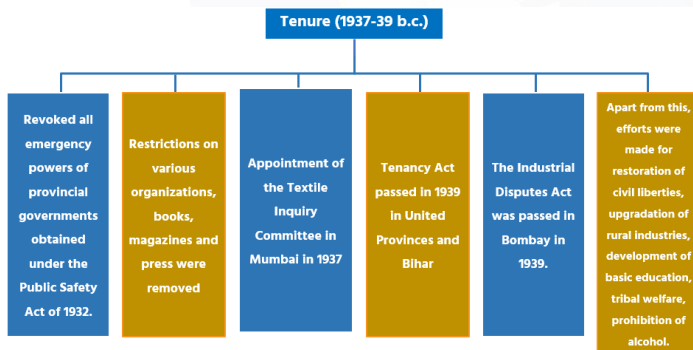 Tenure (1937-39 b.c.)
Revoked all
emergency
powers of
provincial
governments
obtained
under the
Public Safety
Act of 1932.
Restrictions on
various
organizations,
books,
magazines and
press were
removed
Appointment of
the Textile
Inquiry
Committee in
Mumbai in 1937
Tenancy Act
passed in 1939
in United
Provinces and
Bihar
The Industrial
Disputes Act
was passed in
Bombay in
1939.
Apart from this,
efforts were
made for
restoration of
civil liberties,
upgradation of
rural industries,
development of
basic education,
tribal welfare,
prohibition of
alcohol.